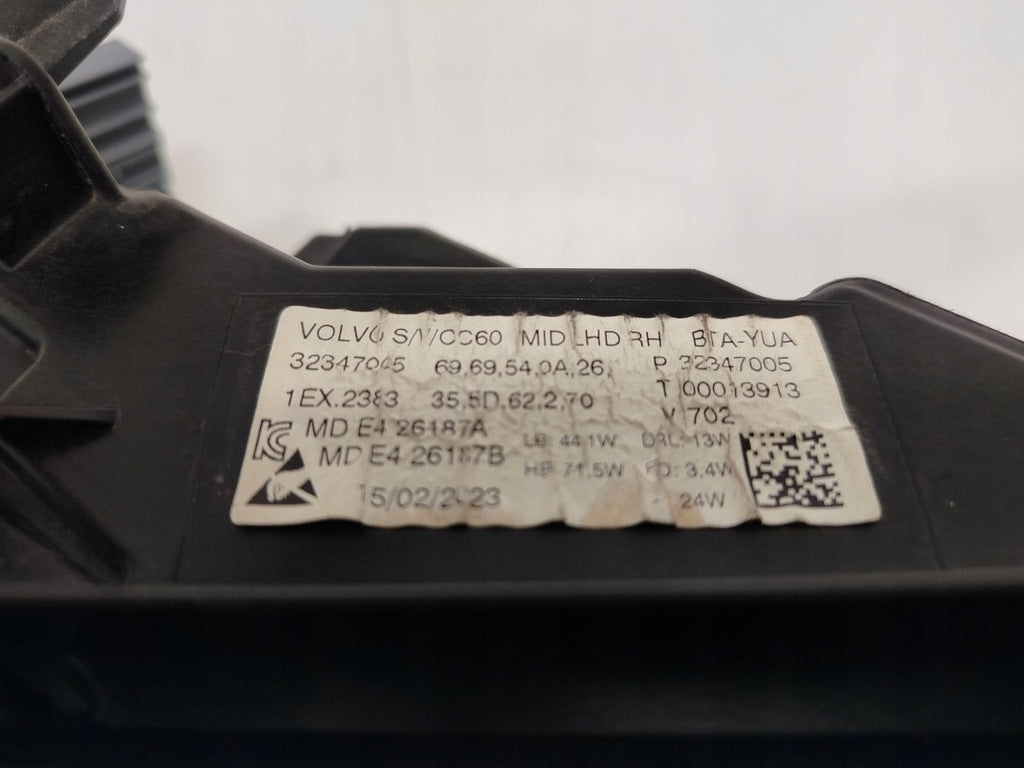 VOLVO S/V/CC60 MID LHD RH BTA-YUA
32347045 69,69,54,0A,26, P 32347005
T 00013913
1EX.2383 35,5D,62,2,70 V 702
MD E4 26187A LB: 44.1W DRL: 13W
MD E4 26187B HB 71,5W PO: 3,4W
15/02/2023 24W